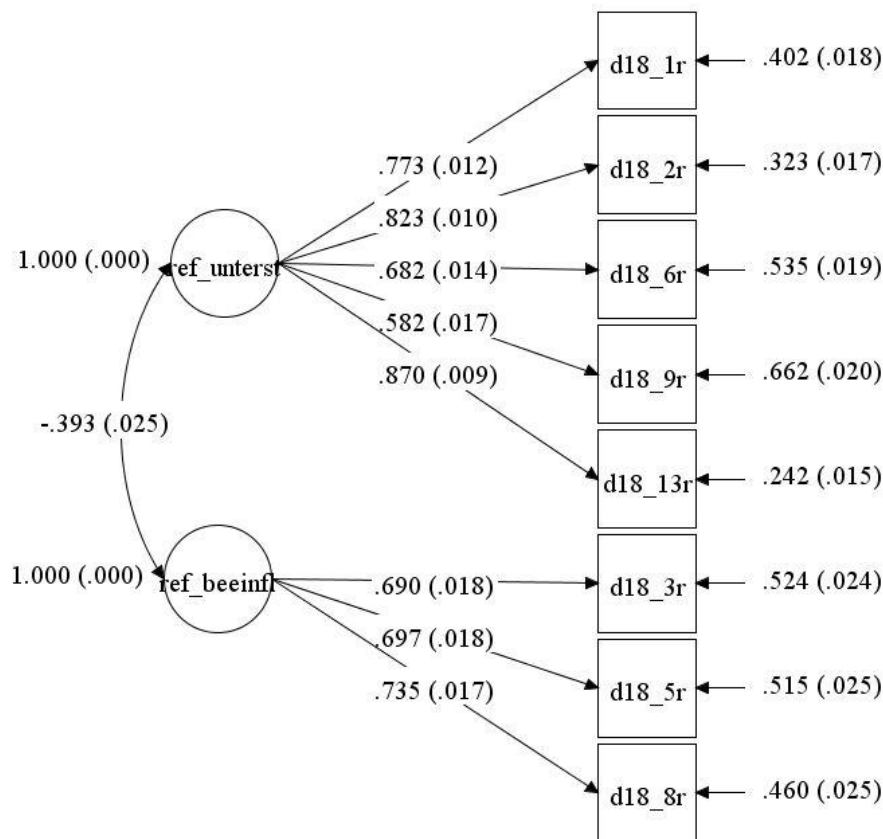 d18_1r
.402 (.018)
.773 (.012)
d18_2r
.323 (.017)
.823 (.010)
1.000 (.000)
ref_unterst
.682 (.014)
d18_6r
.535 (.019)
.582 (.017)
d18_9r
.662 (.020)
.870 (.009)
-.393 (.025)
d18_13r
.242 (.015)
1.000 (.000)
ref_beeinfl
.690 (.018)
d18_3r
.524 (.024)
.697 (.018)
d18_5r
.515 (.025)
.735 (.017)
d18_8r
.460 (.025)